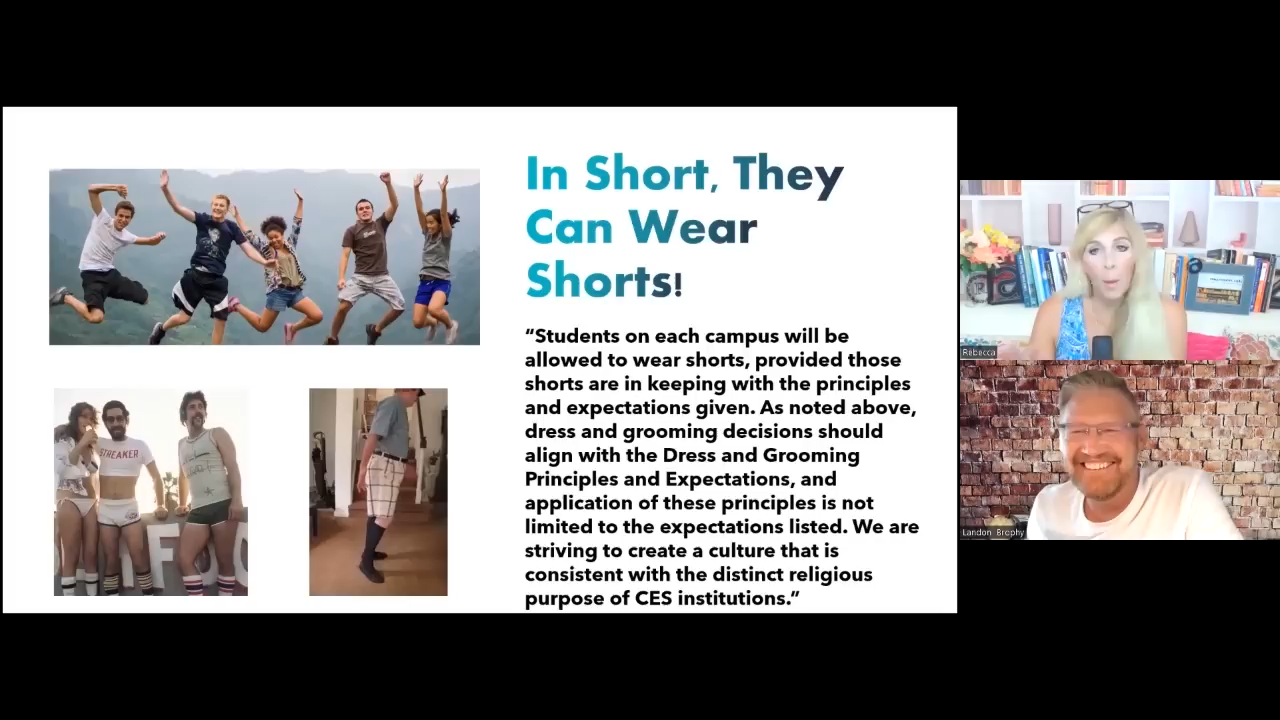 In Short, They
Can Wear
Shorts!
“Students on each campus will be
allowed to wear shorts, provided those
shorts are in keeping with the principles
and expectations given. As noted above,
dress and grooming decisions should
align with the Dress and Grooming
Principles and Expectations, and
application of these principles is not
limited to the expectations listed. We are
striving to create a culture that is
consistent with the distinct religious
purpose of CES institutions.”
STREAKER
Rebecca
Landon Brophy